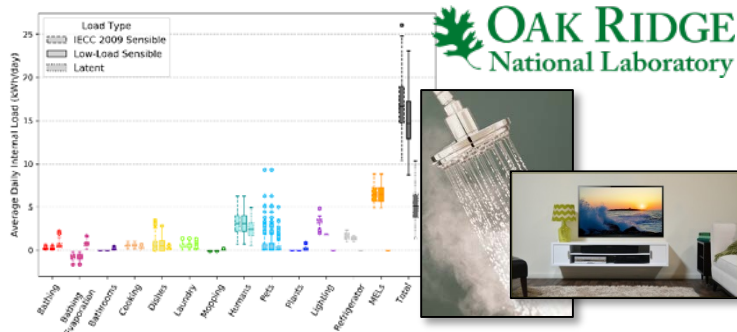 OAK RIDGE
National Laboratory
Average Daily Internal Load (kWh/day)
25
20
15
10
5
0
Load Type
IECC 2009 Sensible
Low-Load Sensible
Latent
Bathing
Bathing
Evaporation
Bathrooms
Cooking
Dishes
Laundry
Mopping
Humans
Pets
Plants
Lighting
Refrigerator
MELs
Total